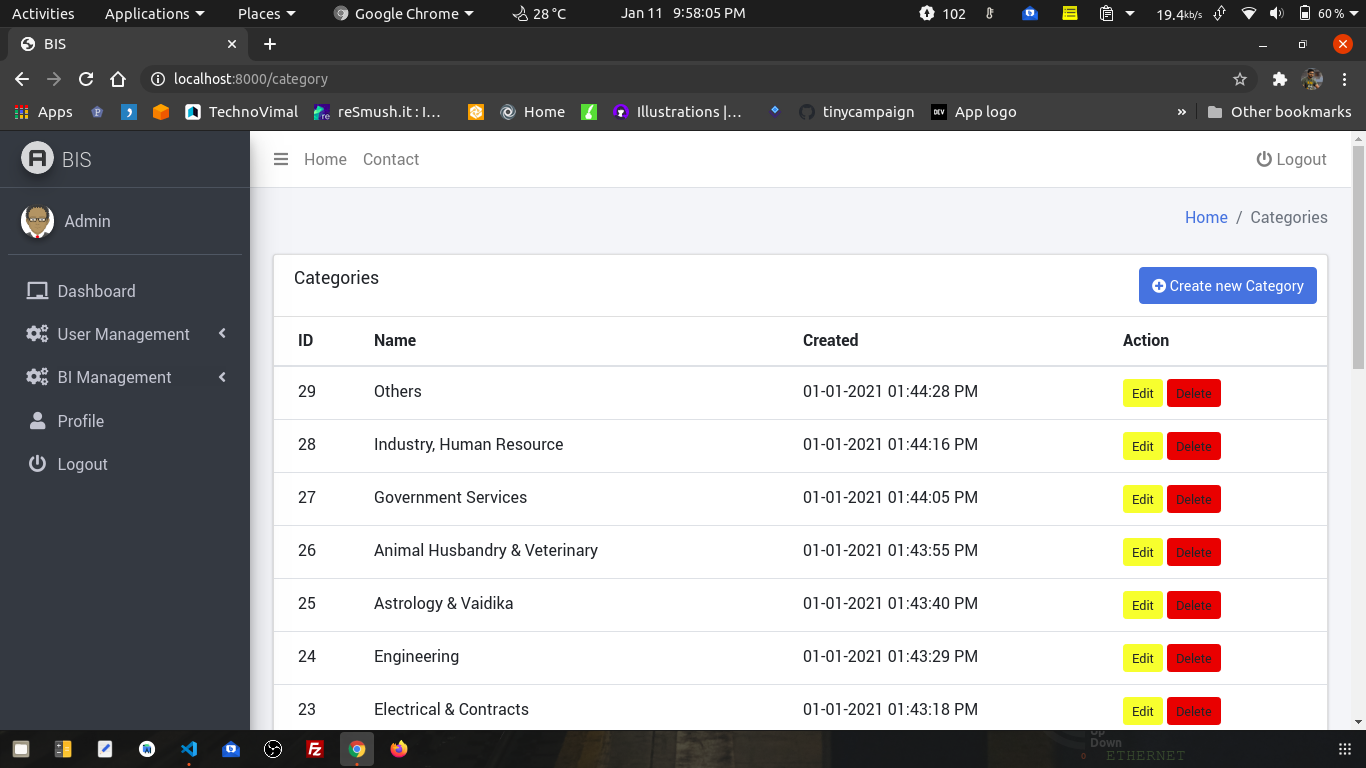 Activities Applications Places Google Chrome 28 °C Jan 11 9:58:05 PM 102 19.4kb/s 60 %
BIS
localhost:8000/category
Apps TechnoVimal reSmush.it : I... Home Illustrations |... tinycampaign DEV App logo » Other bookmarks
BIS
Home Contact Logout
Admin
Home / Categories
Dashboard
User Management
BI Management
Profile
Logout
Categories Create new Category
ID Name Created Action
29 Others 01-01-2021 01:44:28 PM Edit Delete
28 Industry, Human Resource 01-01-2021 01:44:16 PM Edit Delete
27 Government Services 01-01-2021 01:44:05 PM Edit Delete
26 Animal Husbandry & Veterinary 01-01-2021 01:43:55 PM Edit Delete
25 Astrology & Vaidika 01-01-2021 01:43:40 PM Edit Delete
24 Engineering 01-01-2021 01:43:29 PM Edit Delete
23 Electrical & Contracts 01-01-2021 01:43:18 PM Edit Delete
Up
Down
0 ETHERNET